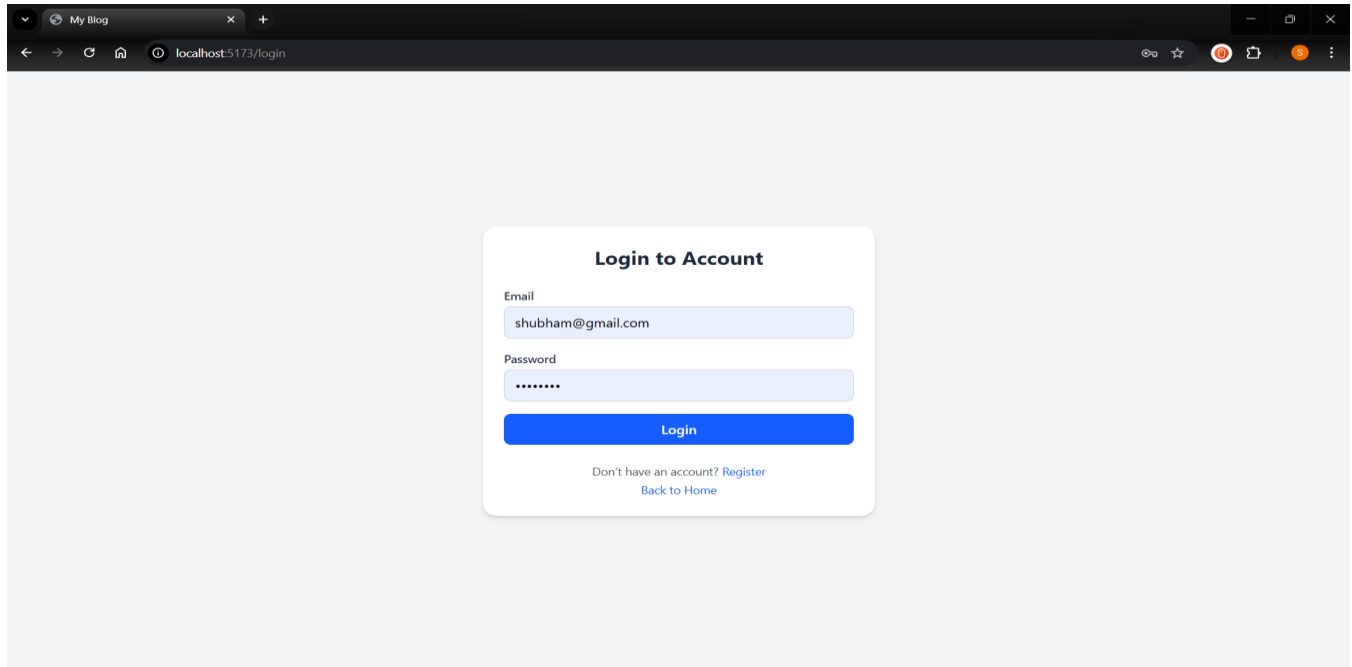 My Blog
localhost:5173/login
S
Login to Account
Email
shubham@gmail.com
Password
••••••••
Login
Don't have an account? Register
Back to Home